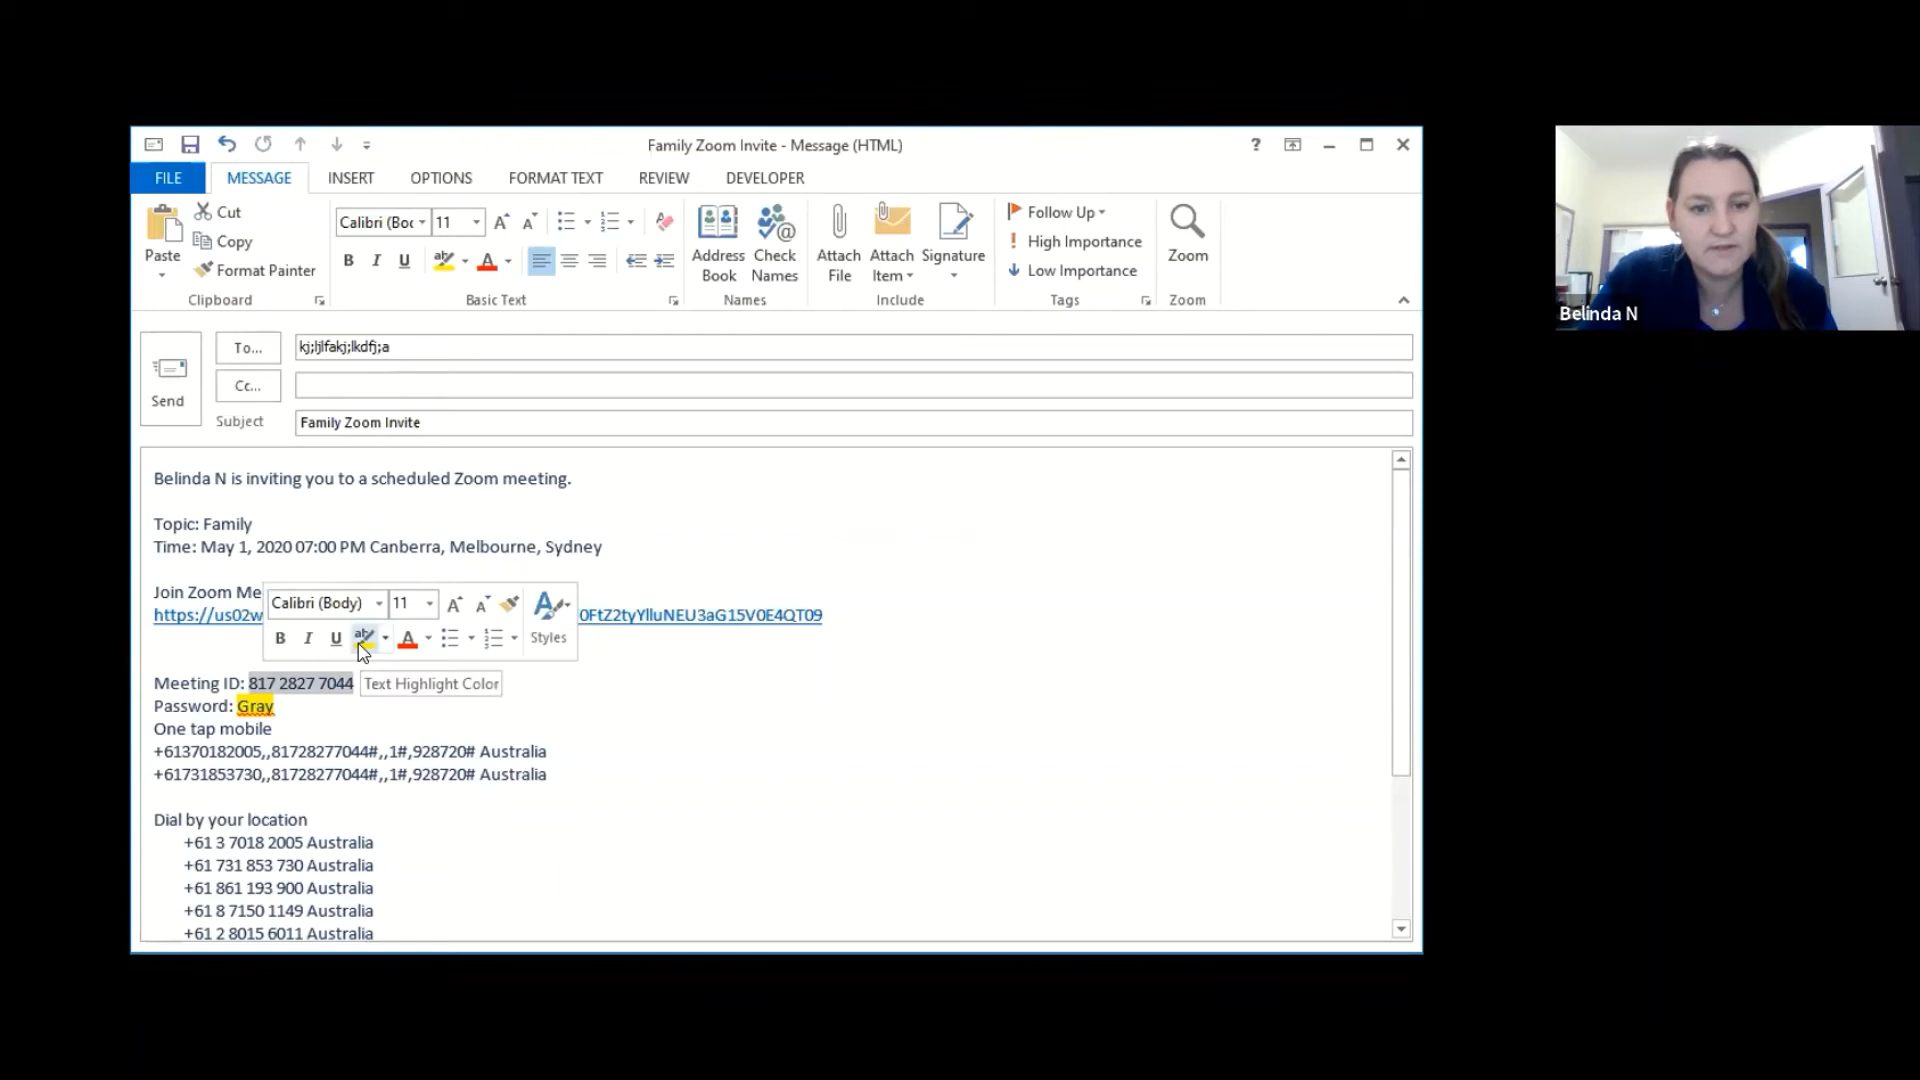 Family Zoom Invite - Message (HTML)
?
FILE
MESSAGE
INSERT
OPTIONS
FORMAT TEXT
REVIEW
DEVELOPER
Paste
Cut
Copy
Format Painter
Clipboard
Calibri (Boc
11
B I U
Basic Text
Address Book
Check Names
Names
Attach File
Attach Item
Signature
Include
Follow Up
High Importance
Low Importance
Tags
Zoom
Zoom
Belinda N
Send
To...
kj;ljlfakj;lkdfj;a
Cc...
Subject
Family Zoom Invite
Belinda N is inviting you to a scheduled Zoom meeting.
Topic: Family
Time: May 1, 2020 07:00 PM Canberra, Melbourne, Sydney
Join Zoom Me
https://us02w
0FtZ2tyYlluNEU3aG15V0E4QT09
Calibri (Body)
11
B I U
Styles
Meeting ID: 817 2827 7044
Text Highlight Color
Password: Gray
One tap mobile
+61370182005,,81728277044#,,1#,928720# Australia
+61731853730,,81728277044#,,1#,928720# Australia
Dial by your location
+61 3 7018 2005 Australia
+61 731 853 730 Australia
+61 861 193 900 Australia
+61 8 7150 1149 Australia
+61 2 8015 6011 Australia